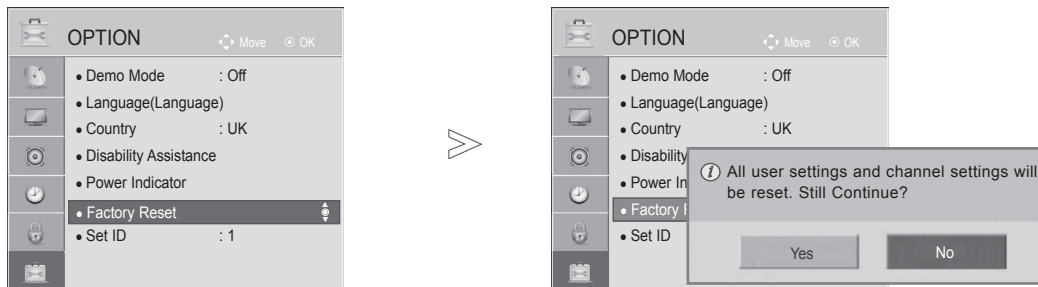 OPTION Move OK
• Demo Mode : Off
• Language(Language)
• Country : UK
• Disability Assistance
• Power Indicator
• Factory Reset
• Set ID : 1
OPTION Move OK
• Demo Mode : Off
• Language(Language)
• Country : UK
• Disability
• Power In
• Factory R
• Set ID
i All user settings and channel settings will
be reset. Still Continue?
Yes No